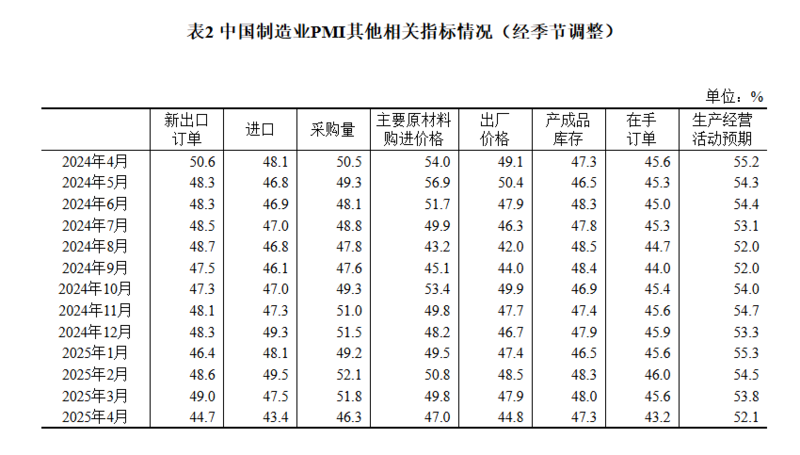 表2 中国制造业PMI其他相关指标情况（经季节调整）
单位：%
新出口订单 进口 采购量 主要原材料购进价格 出厂价格 产成品库存 在手订单 生产经营活动预期
2024年4月 50.6 48.1 50.5 54.0 49.1 47.3 45.6 55.2
2024年5月 48.3 46.8 49.3 56.9 50.4 46.5 45.3 54.3
2024年6月 48.3 46.9 48.1 51.7 47.9 48.3 45.0 54.4
2024年7月 48.5 47.0 48.8 49.9 46.3 47.8 45.3 53.1
2024年8月 48.7 46.8 47.8 43.2 42.0 48.5 44.7 52.0
2024年9月 47.5 46.1 47.6 45.1 44.0 48.4 44.0 52.0
2024年10月 47.3 47.0 49.3 53.4 49.9 46.9 45.4 54.0
2024年11月 48.1 47.3 51.0 49.8 47.7 47.4 45.6 54.7
2024年12月 48.3 49.3 51.5 48.2 46.7 47.9 45.9 53.3
2025年1月 46.4 48.1 49.2 49.5 47.4 46.5 45.6 55.3
2025年2月 48.6 49.5 52.1 50.8 48.5 48.3 46.0 54.5
2025年3月 49.0 47.5 51.8 49.8 47.9 48.0 45.6 53.8
2025年4月 44.7 43.4 46.3 47.0 44.8 47.3 43.2 52.1